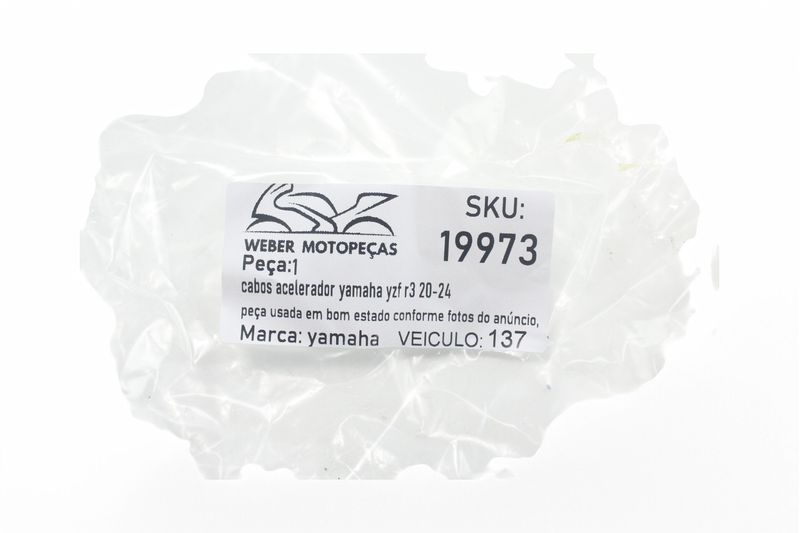 WEBER MOTOPEÇAS
SKU:
19973
Peça:1
cabos acelerador yamaha yzf r3 20-24
peça usada em bom estado conforme fotos do anúncio,
Marca: yamaha VEICULO: 137